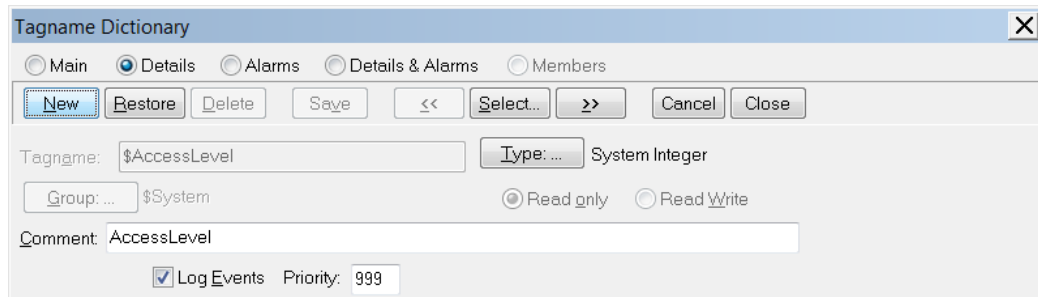 Tagname Dictionary
Main Details Alarms Details & Alarms Members
New Restore Delete Save << Select... >> Cancel Close
Tagname: $AccessLevel Type: ... System Integer
Group: ... $System Read only Read Write
Comment: AccessLevel
Log Events Priority: 999